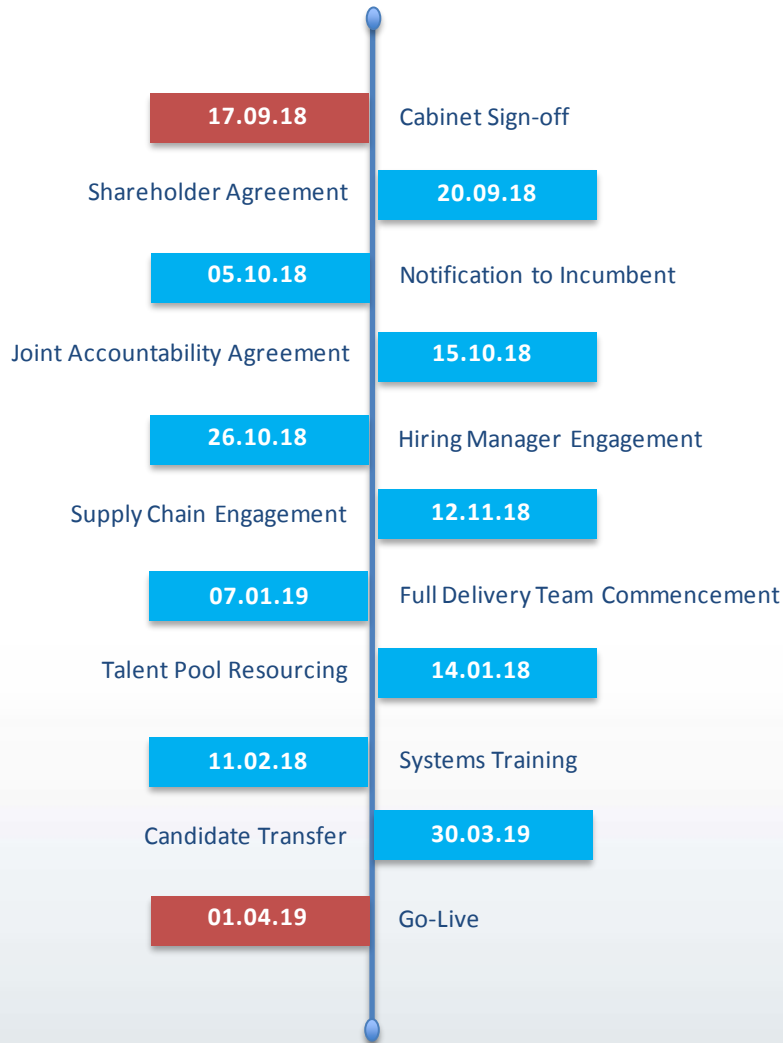 17.09.18 Cabinet Sign-off
Shareholder Agreement 20.09.18
05.10.18 Notification to Incumbent
Joint Accountability Agreement 15.10.18
26.10.18 Hiring Manager Engagement
Supply Chain Engagement 12.11.18
07.01.19 Full Delivery Team Commencement
Talent Pool Resourcing 14.01.18
11.02.18 Systems Training
Candidate Transfer 30.03.19
01.04.19 Go-Live